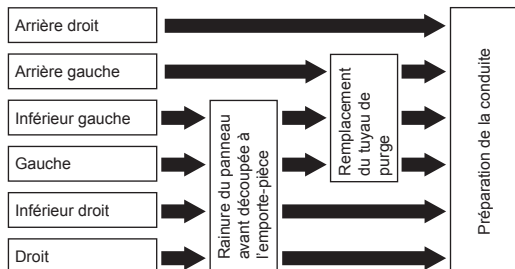 Arrière droit
Arrière gauche
Inférieur gauche
Gauche
Inférieur droit
Droit
Rainure du panneau
avant découpée à
l'emporte-pièce
Remplacement
du tuyau de
purge
Préparation de la conduite